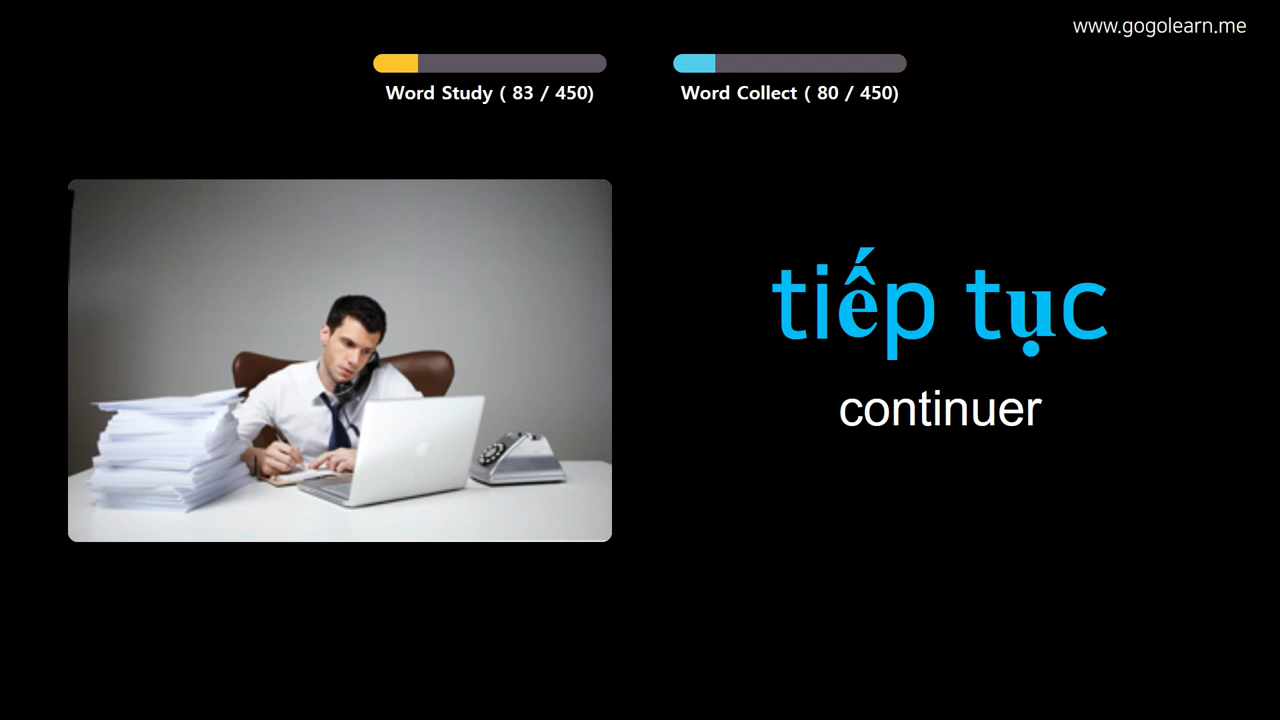 www.gogolearn.me
Word Study ( 83 / 450)
Word Collect ( 80 / 450)
tiếp tục
continuer